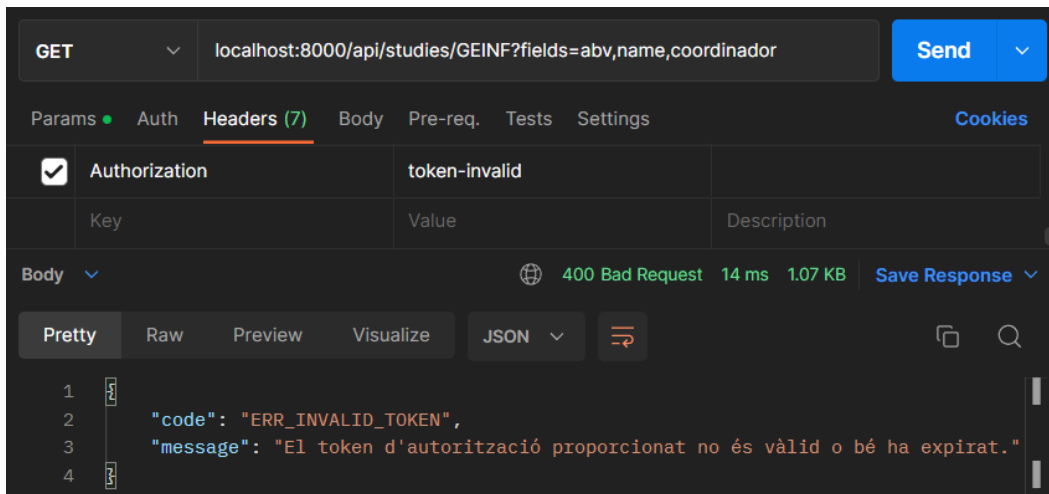 GET localhost:8000/api/studies/GEINF?fields=abv,name,coordinador Send
Params Auth Headers (7) Body Pre-req. Tests Settings Cookies
Authorization token-invalid
Key Value Description
Body 400 Bad Request 14 ms 1.07 KB Save Response
Pretty Raw Preview Visualize JSON
1 {
2 "code": "ERR_INVALID_TOKEN",
3 "message": "El token d'autorització proporcionat no és vàlid o bé ha expirat."
4 }